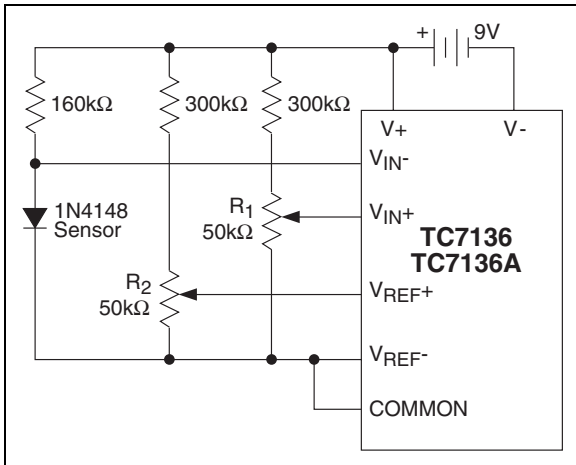 + 9V
160kΩ 300kΩ 300kΩ
V+ V-
VIN-
1N4148
Sensor
R1
50kΩ
VIN+
TC7136
TC7136A
R2
50kΩ
VREF+
VREF-
COMMON